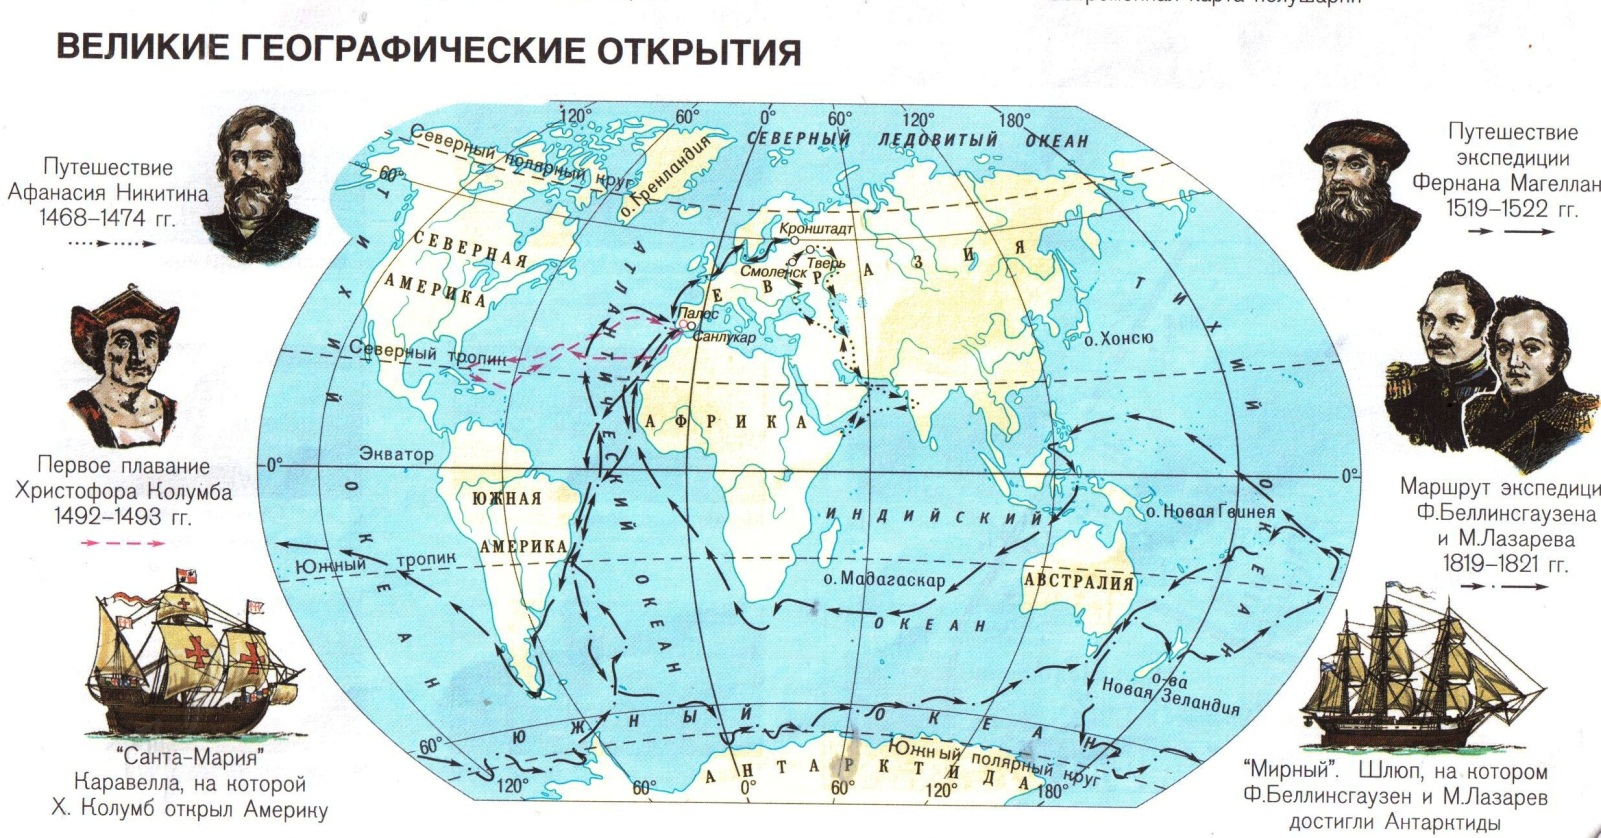 ВЕЛИКИЕ ГЕОГРАФИЧЕСКИЕ ОТКРЫТИЯ
Путешествие
Афанасия Никитина
1468–1474 гг.
Первое плавание
Христофора Колумба
1492–1493 гг.
"Санта-Мария"
Каравелла, на которой
Х. Колумб открыл Америку
120° 60° 0° 60° 120° 180°
СЕВЕРНЫЙ ЛЕДОВИТЫЙ ОКЕАН
Северный полярный круг
60°
о.Гренландия
СЕВЕРНАЯ
АМЕРИКА
Кронштадт
Тверь
Смоленск
ЕВРАЗИЯ
Палос
Санлукар
о.Хонсю
ТИХИЙ ОКЕАН
АТЛАНТИЧЕСКИЙ ОКЕАН
ТИХИЙ ОКЕАН
Северный тропик
АФРИКА
0° Экватор 0°
ЮЖНАЯ
АМЕРИКА
ИНДИЙСКИЙ
ОКЕАН
о.Новая Гвинея
о.Мадагаскар
АВСТРАЛИЯ
Южный тропик
о-ва
Новая Зеландия
ЮЖНЫЙ ОКЕАН
60°
Южный полярный круг
АНТАРКТИДА
120° 60° 0° 60° 120° 180°
Путешествие
экспедиции
Фернана Магеллан
1519–1522 гг.
Маршрут экспедици
Ф.Беллинсгаузена
и М.Лазарева
1819–1821 гг.
"Мирный". Шлюп, на котором
Ф.Беллинсгаузен и М.Лазарев
достигли Антарктиды